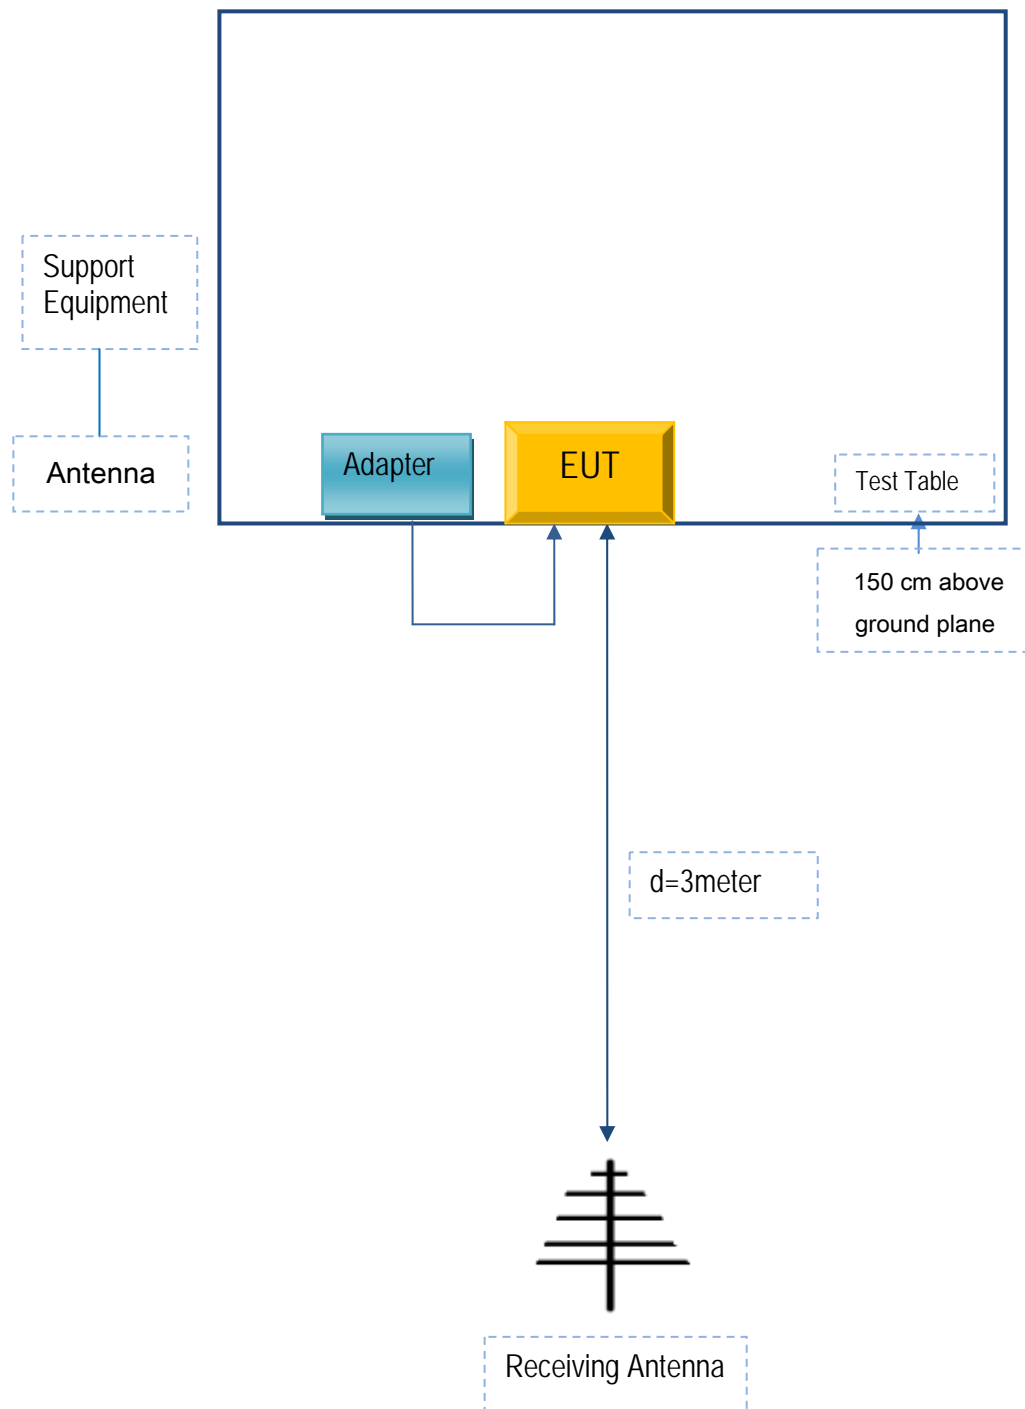 Support
Equipment
Antenna
Adapter
EUT
Test Table
150 cm above
ground plane
d=3meter
Receiving Antenna